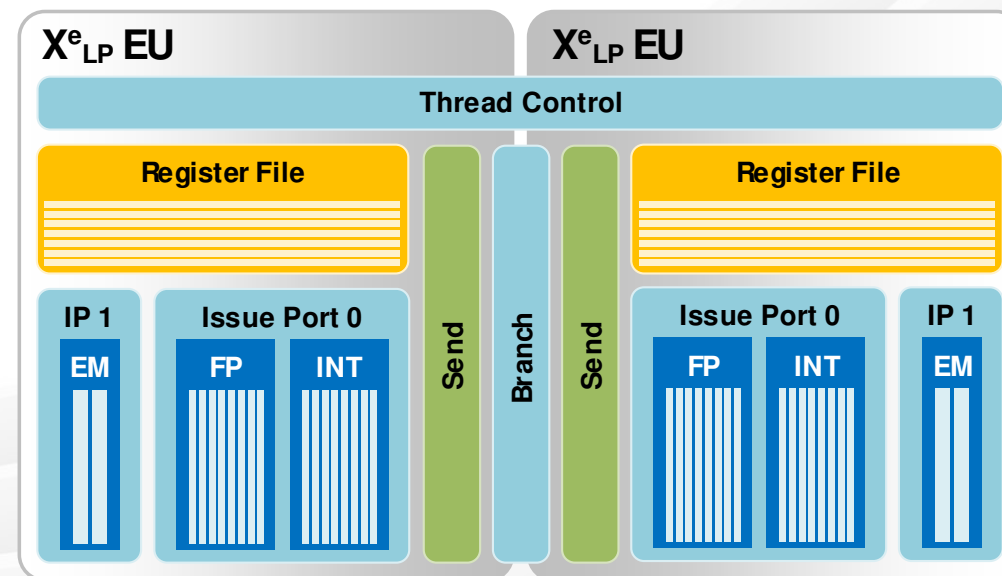 XeLP EU
XeLP EU
Thread Control
Register File
Register File
IP 1
Issue Port 0
Issue Port 0
IP 1
EM
FP
INT
FP
INT
EM
Send
Branch
Send